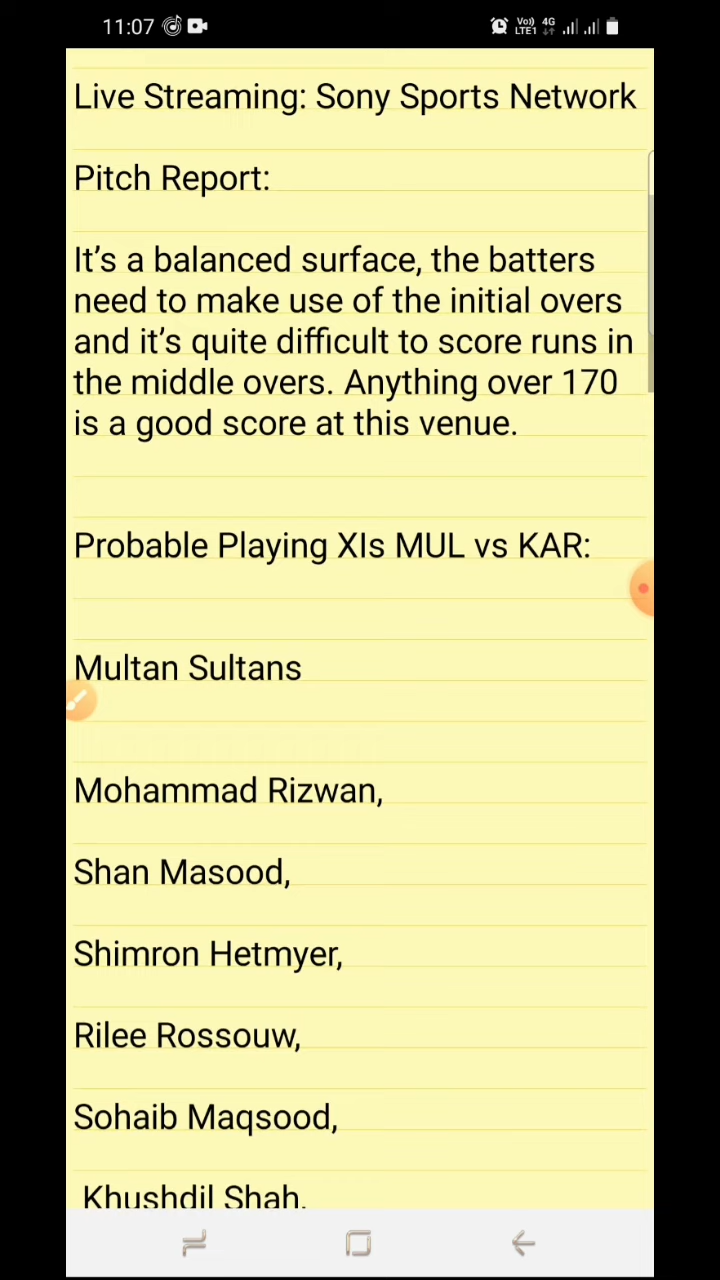 11:07
Vo)) 4G
LTE1
Live Streaming: Sony Sports Network
Pitch Report:
It’s a balanced surface, the batters
need to make use of the initial overs
and it’s quite difficult to score runs in
the middle overs. Anything over 170
is a good score at this venue.
Probable Playing XIs MUL vs KAR:
Multan Sultans
Mohammad Rizwan,
Shan Masood,
Shimron Hetmyer,
Rilee Rossouw,
Sohaib Maqsood,
Khushdil Shah,